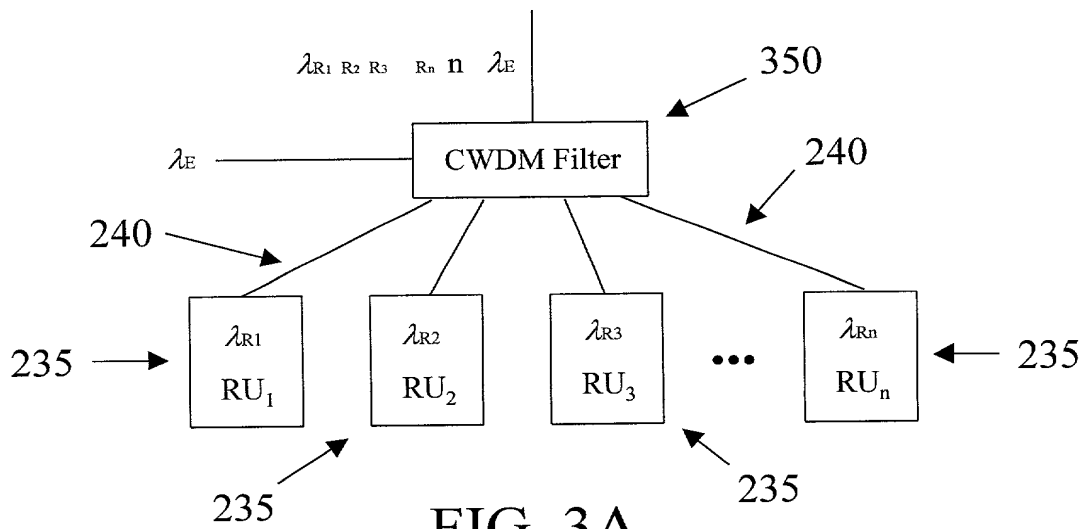 λR1 R2 R3 Rn n λE
350
λE
CWDM Filter
240
240
λR1
RU1
λR2
RU2
λR3
RU3
•••
λRn
RUn
235
235
235
235
FIG. 3A